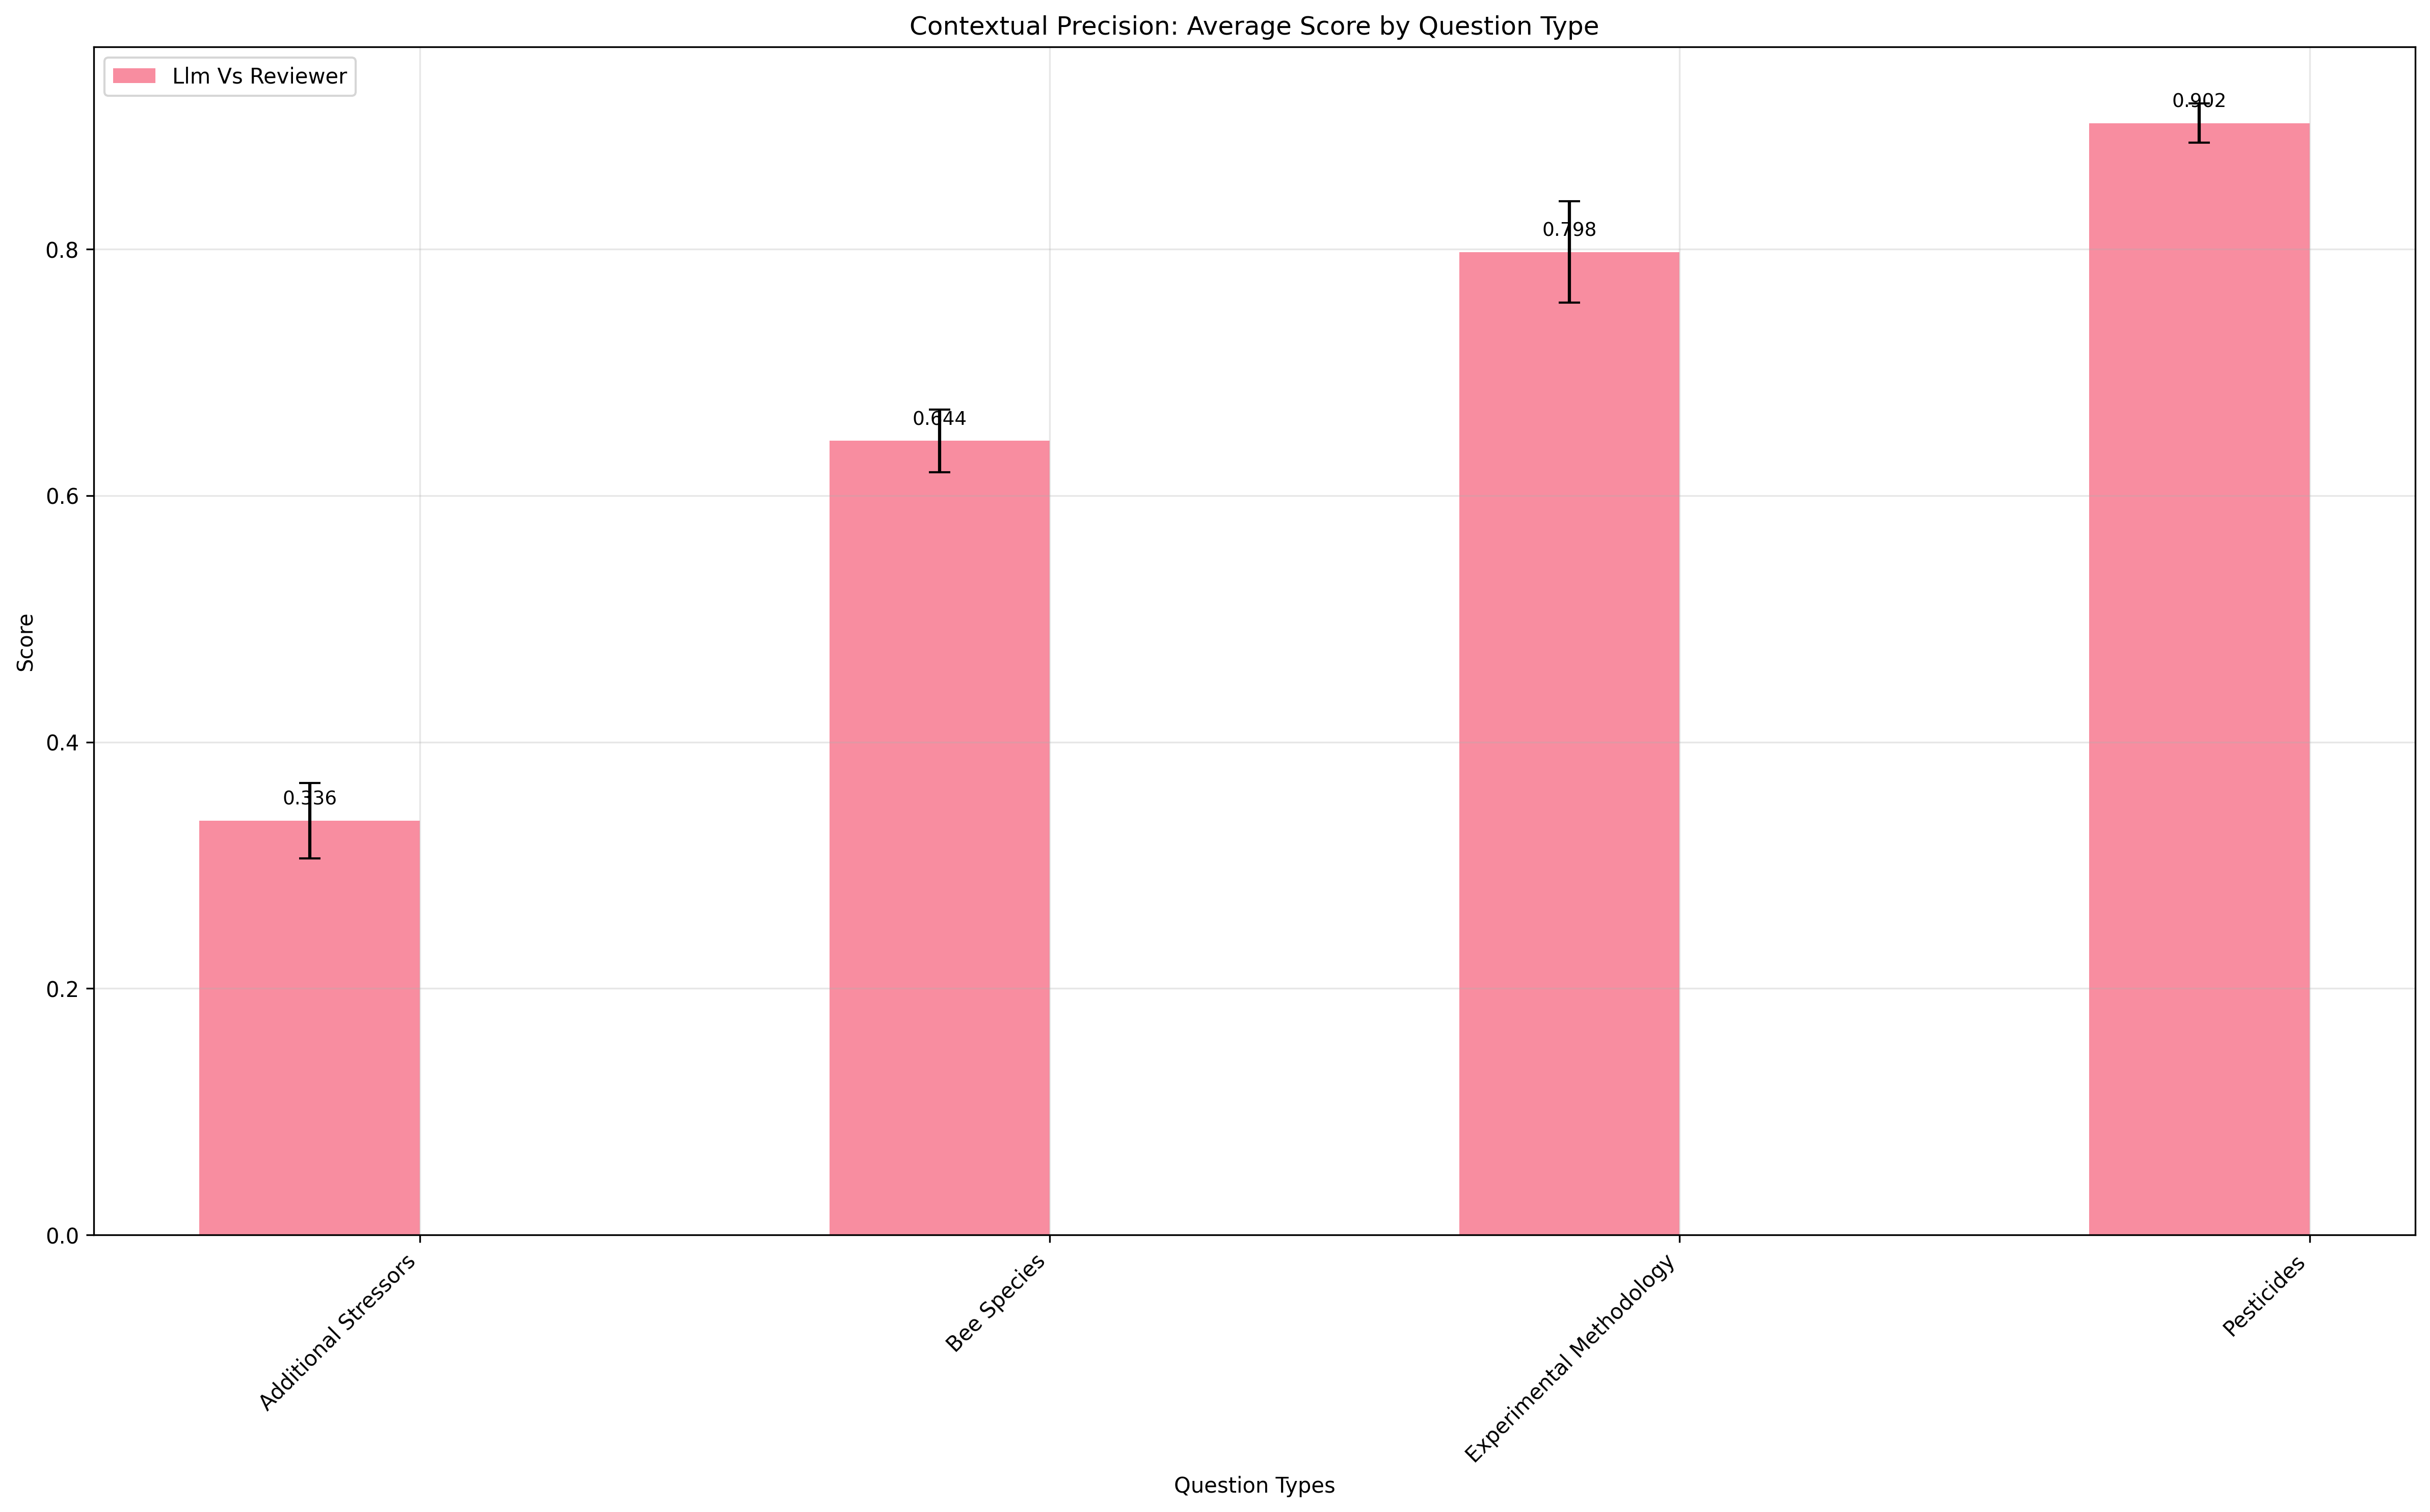 Contextual Precision: Average Score by Question Type
Llm Vs Reviewer
0.902
0.798
0.644
0.336
Score
0.8
0.6
0.4
0.2
0.0
Additional Stressors
Bee Species
Experimental Methodology
Pesticides
Question Types